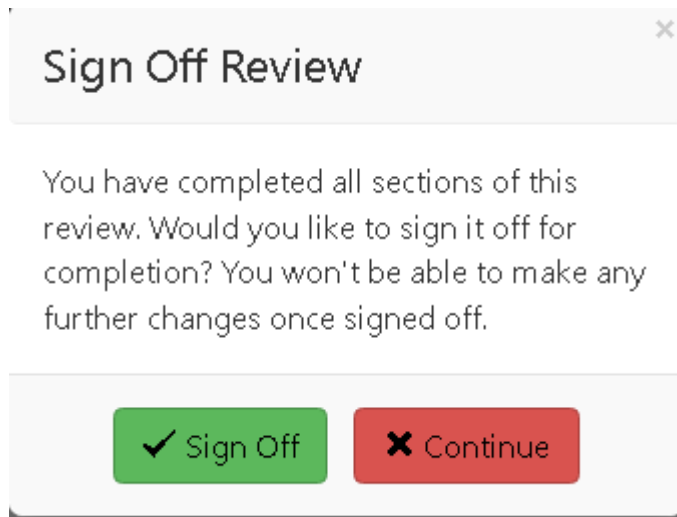 Sign Off Review
You have completed all sections of this
review. Would you like to sign it off for
completion? You won't be able to make any
further changes once signed off.
Sign Off
Continue